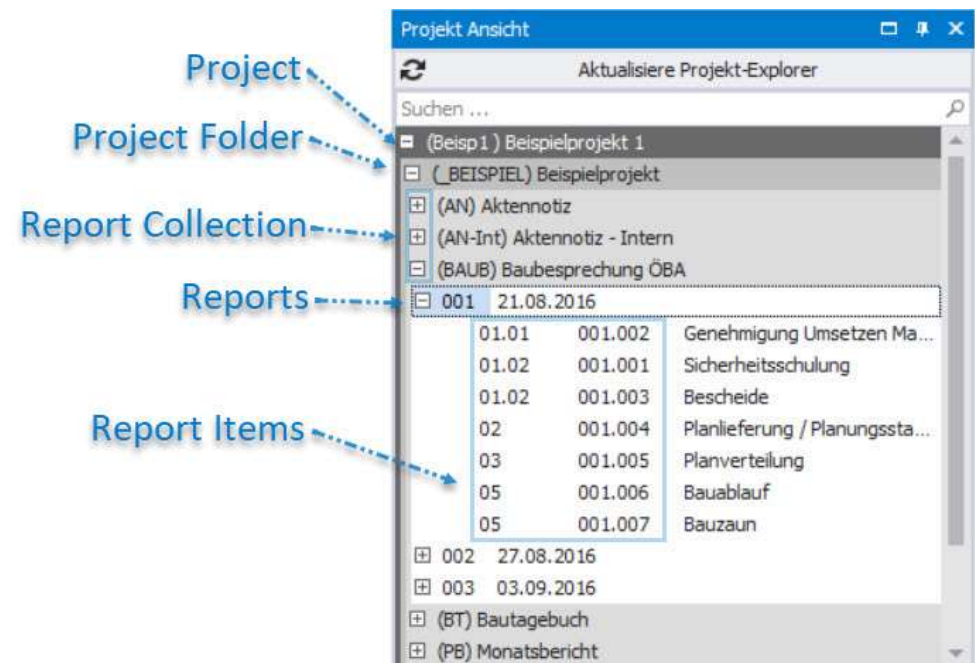 Projekt Ansicht
Project
Aktualisiere Projekt-Explorer
Suchen ...
Project Folder
(Beisp1) Beispielprojekt 1
(_BEISPIEL) Beispielprojekt
(AN) Aktennotiz
Report Collection
(AN-Int) Aktennotiz - Intern
(BAUB) Baubesprechung ÖBA
Reports
001 21.08.2016
01.01 001.002 Genehmigung Umsetzen Ma...
01.02 001.001 Sicherheitsschulung
01.02 001.003 Bescheide
Report Items
02 001.004 Planlieferung / Planungssta...
03 001.005 Planverteilung
05 001.006 Bauablauf
05 001.007 Bauzaun
002 27.08.2016
003 03.09.2016
(BT) Bautagebuch
(PB) Monatsbericht